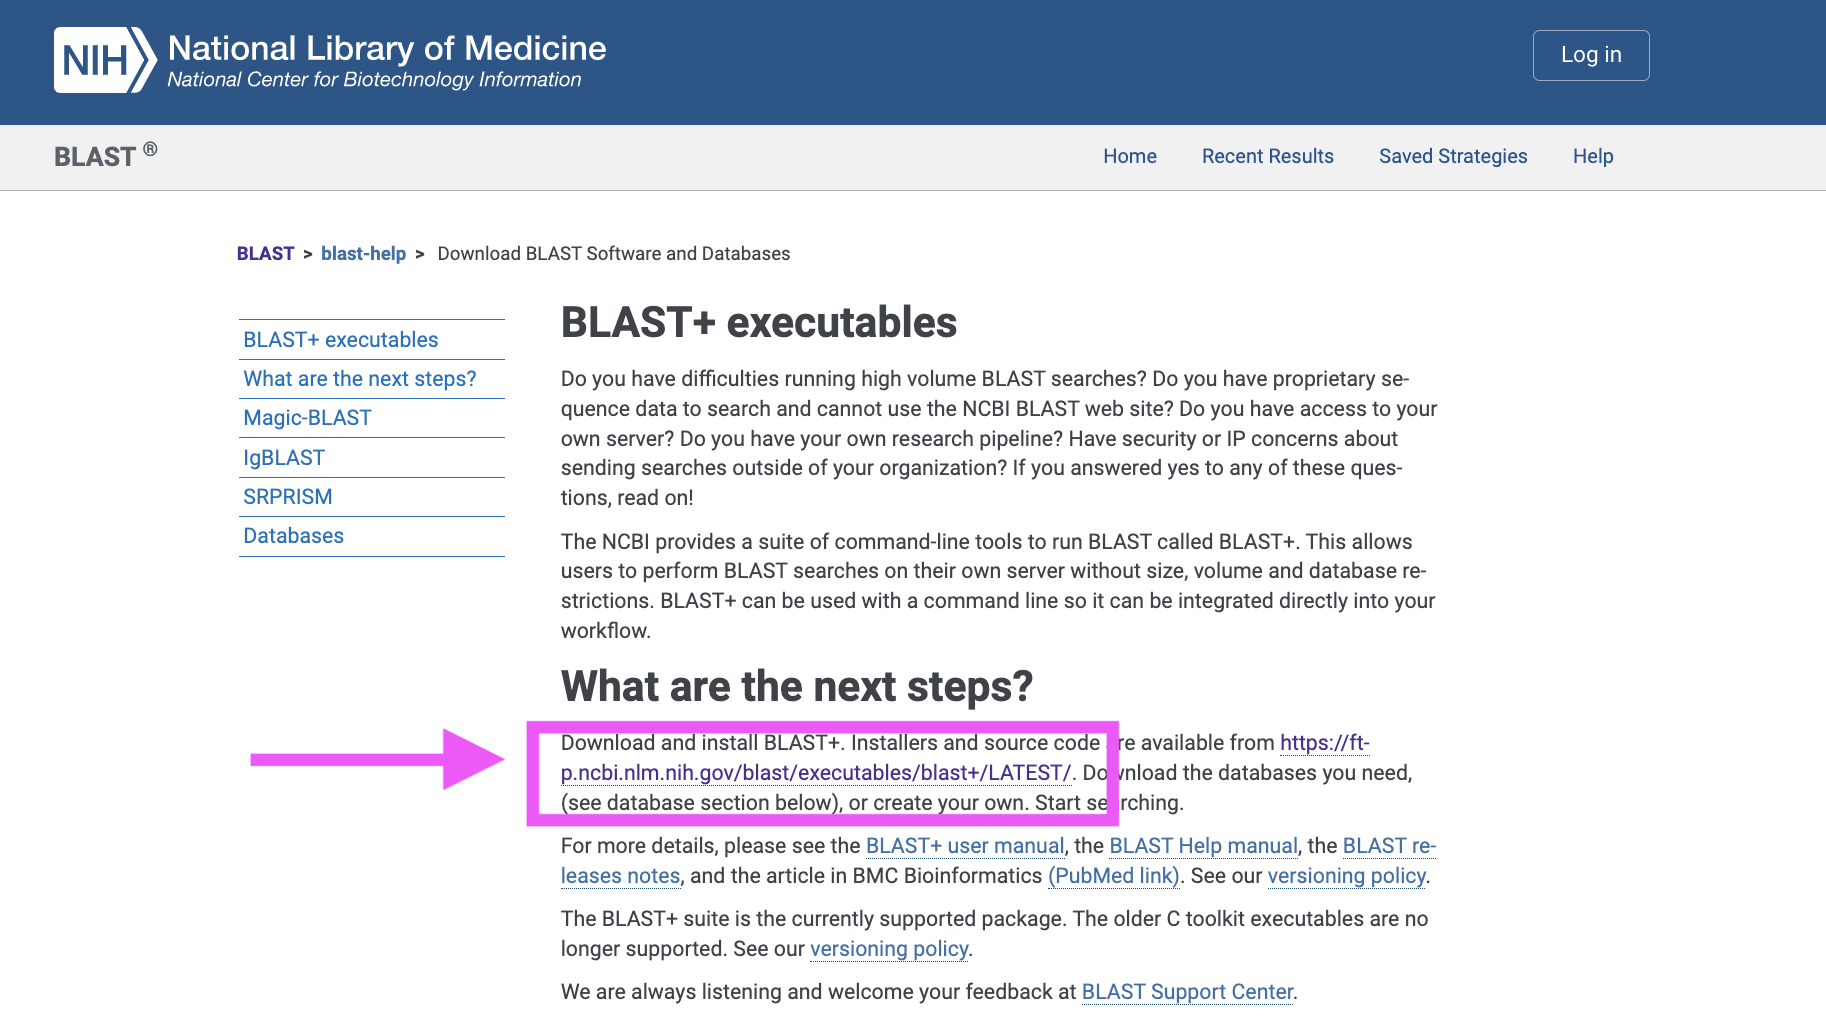 NIH National Library of Medicine
National Center for Biotechnology Information
Log in
BLAST ®
Home Recent Results Saved Strategies Help
BLAST > blast-help > Download BLAST Software and Databases
BLAST+ executables
What are the next steps?
Magic-BLAST
IgBLAST
SRPRISM
Databases
BLAST+ executables
Do you have difficulties running high volume BLAST searches? Do you have proprietary se-
quence data to search and cannot use the NCBI BLAST web site? Do you have access to your
own server? Do you have your own research pipeline? Have security or IP concerns about
sending searches outside of your organization? If you answered yes to any of these ques-
tions, read on!
The NCBI provides a suite of command-line tools to run BLAST called BLAST+. This allows
users to perform BLAST searches on their own server without size, volume and database re-
strictions. BLAST+ can be used with a command line so it can be integrated directly into your
workflow.
What are the next steps?
Download and install BLAST+. Installers and source code are available from https://ft-
p.ncbi.nlm.nih.gov/blast/executables/blast+/LATEST/. Download the databases you need,
(see database section below), or create your own. Start searching.
For more details, please see the BLAST+ user manual, the BLAST Help manual, the BLAST re-
leases notes, and the article in BMC Bioinformatics (PubMed link). See our versioning policy.
The BLAST+ suite is the currently supported package. The older C toolkit executables are no
longer supported. See our versioning policy.
We are always listening and welcome your feedback at BLAST Support Center.